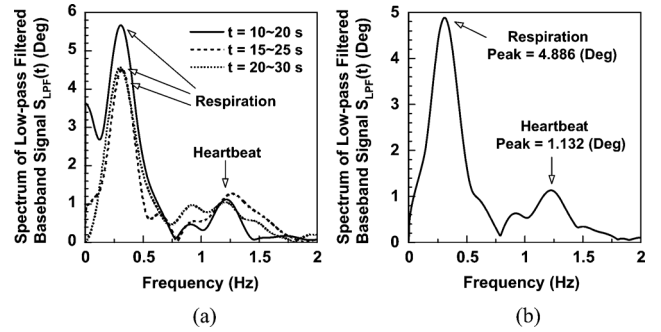 (a)
t = 10~20 s
t = 15~25 s
t = 20~30 s
Respiration
Heartbeat
6
5
4
3
2
1
0
0
0.5
1
1.5
2
Frequency (Hz)
Spectrum of Low-pass Filtered
Baseband Signal S_LPF(t) (Deg)
(a)
(b)
Respiration
Peak = 4.886 (Deg)
Heartbeat
Peak = 1.132 (Deg)
5
4
3
2
1
0
0
0.5
1
1.5
2
Frequency (Hz)
Spectrum of Low-pass Filtered
Baseband Signal S_LPF(t) (Deg)
(b)